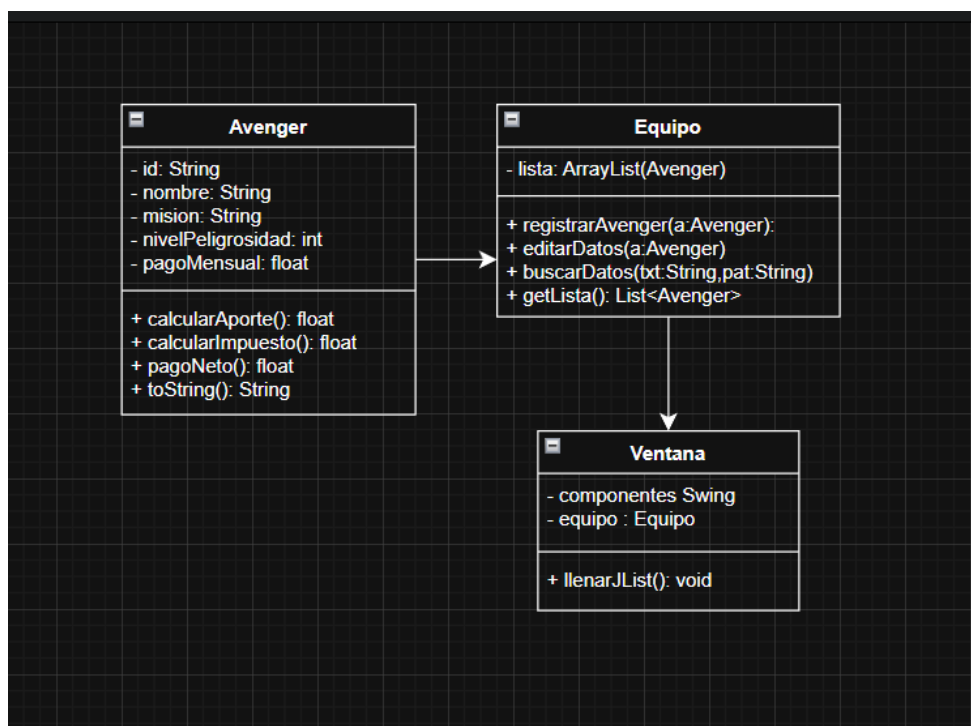 Avenger
- id: String
- nombre: String
- mision: String
- nivelPeligrosidad: int
- pagoMensual: float
+ calcularAporte(): float
+ calcularImpuesto(): float
+ pagoNeto(): float
+ toString(): String
Equipo
- lista: ArrayList(Avenger)
+ registrarAvenger(a:Avenger):
+ editarDatos(a:Avenger)
+ buscarDatos(txt:String,pat:String)
+ getLista(): List<Avenger>
Ventana
- componentes Swing
- equipo : Equipo
+ llenarJList(): void